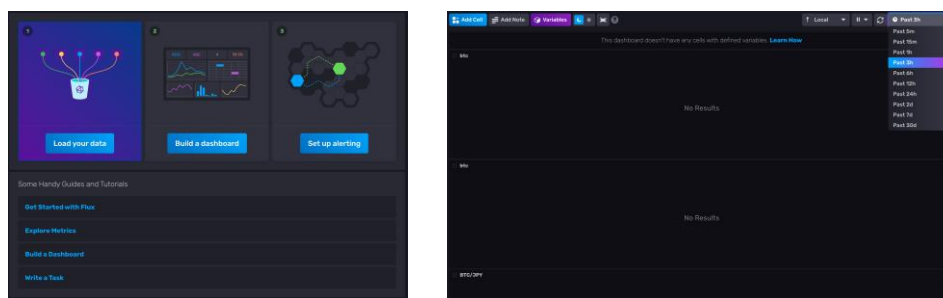 1
2
3
Load your data
Build a dashboard
Set up alerting
Some Handy Guides and Tutorials
Get Started with Flux
Explore Metrics
Build a Dashboard
Write a Task
Add Cell
Add Note
Variables
Local
Past 3h
This dashboard doesn't have any cells with defined variables. Learn How
Past 5m
Past 15m
Past 1h
Past 3h
Past 6h
Past 12h
Past 24h
Past 2d
Past 7d
Past 30d
No Results
No Results
BTC/JPY